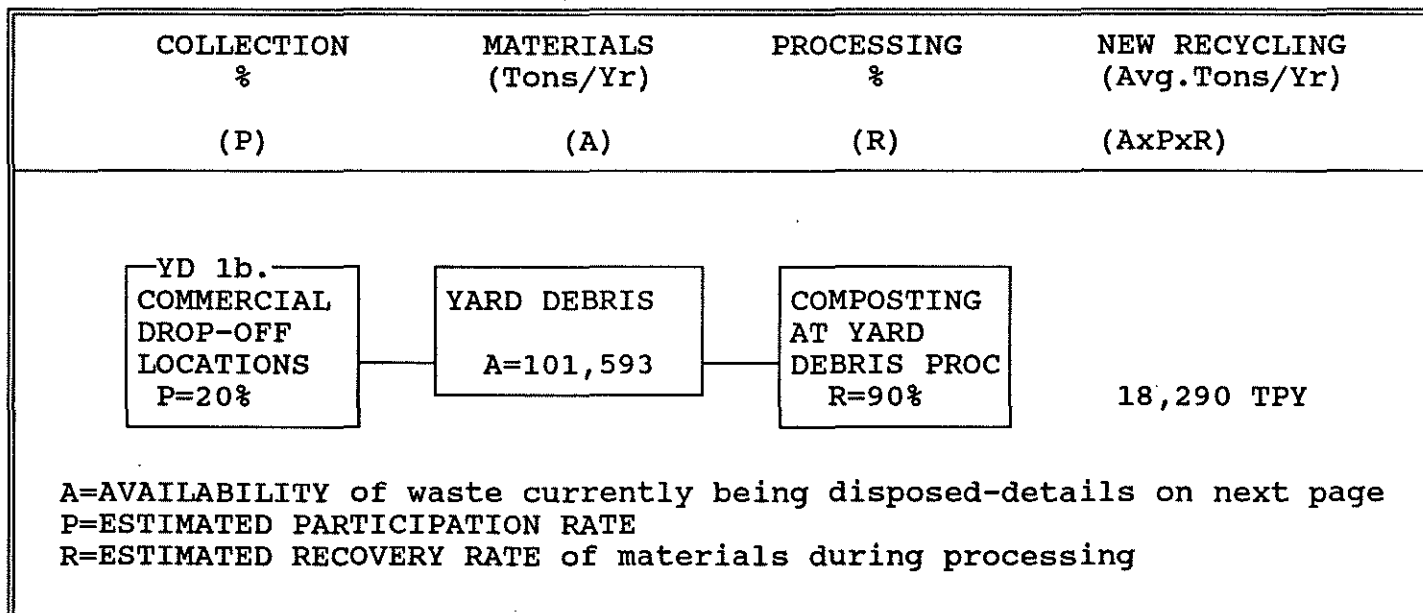 COLLECTION MATERIALS PROCESSING NEW RECYCLING
% (Tons/Yr) % (Avg.Tons/Yr)
(P) (A) (R) (AxPxR)
YD 1b.
COMMERCIAL
DROP-OFF
LOCATIONS
P=20%
YARD DEBRIS
A=101,593
COMPOSTING
AT YARD
DEBRIS PROC
R=90%
18,290 TPY
A=AVAILABILITY of waste currently being disposed-details on next page
P=ESTIMATED PARTICIPATION RATE
R=ESTIMATED RECOVERY RATE of materials during processing